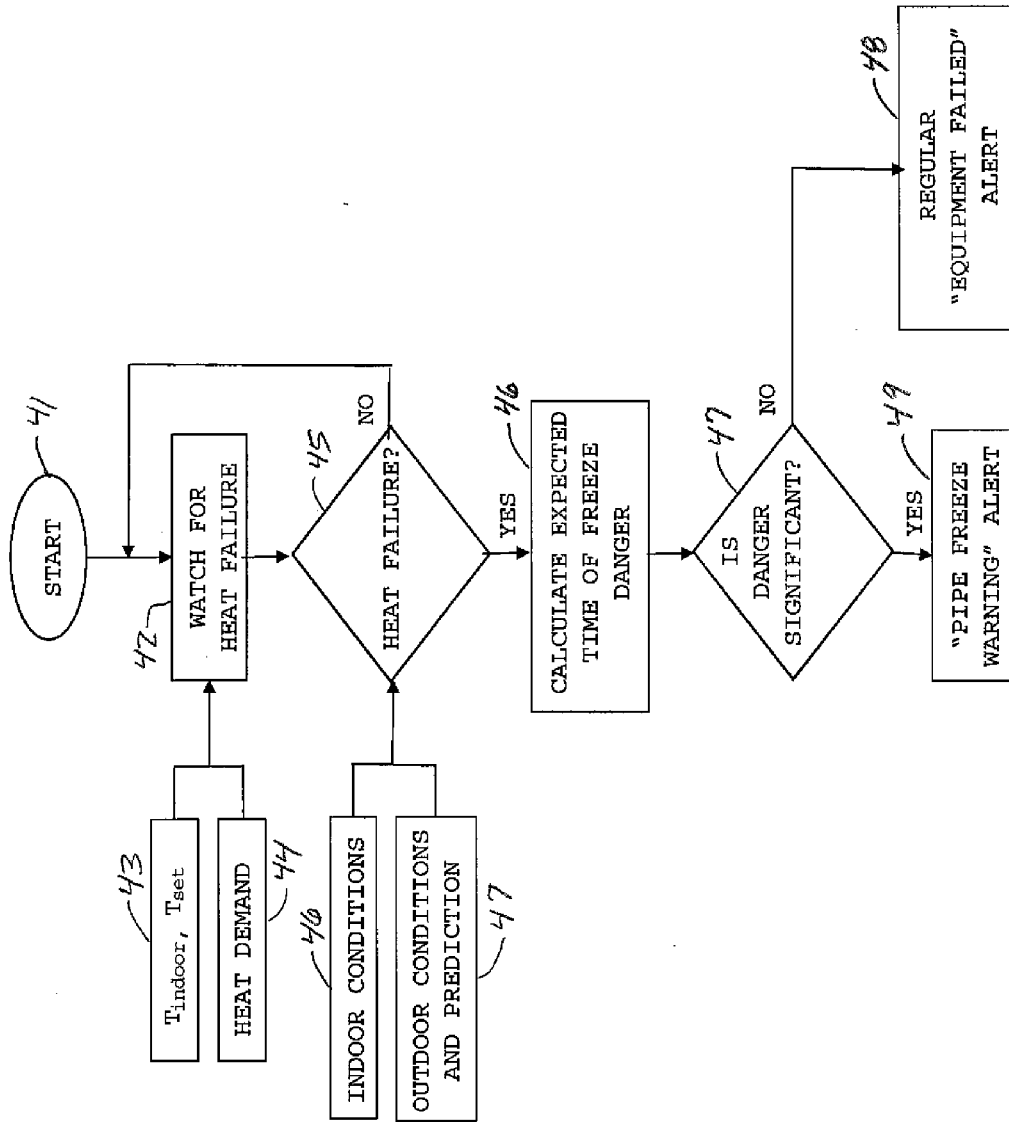 START
41
42
WATCH FOR
HEAT FAILURE
43
Tindoor, Tset
HEAT DEMAND
44
45
HEAT FAILURE?
NO
YES
46
INDOOR CONDITIONS
OUTDOOR CONDITIONS
AND PREDICTION
47
46
CALCULATE EXPECTED
TIME OF FREEZE
DANGER
47
IS
DANGER
SIGNIFICANT?
NO
YES
49
"PIPE FREEZE
WARNING" ALERT
48
REGULAR
"EQUIPMENT FAILED"
ALERT